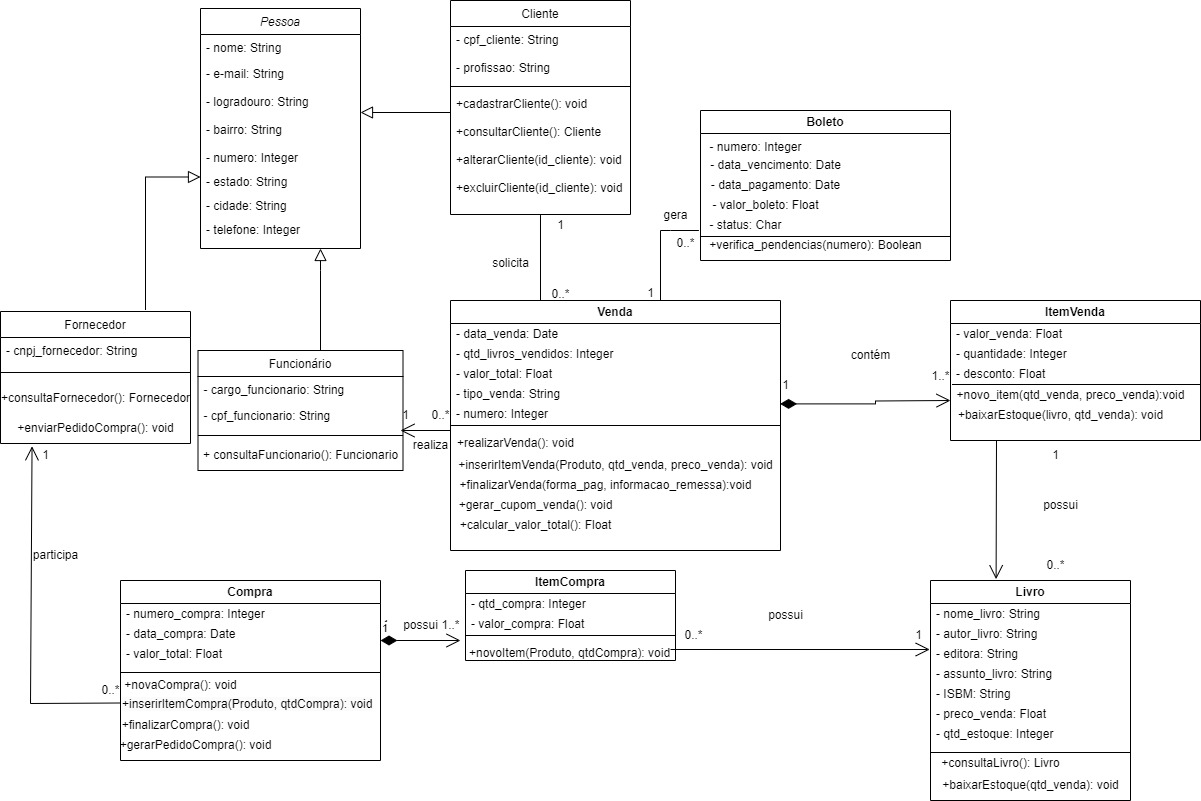 Pessoa
- nome: String
- e-mail: String
- logradouro: String
- bairro: String
- numero: Integer
- estado: String
- cidade: String
- telefone: Integer
Cliente
- cpf_cliente: String
- profissao: String
+cadastrarCliente(): void
+consultarCliente(): Cliente
+alterarCliente(id_cliente): void
+excluirCliente(id_cliente): void
Boleto
- numero: Integer
- data_vencimento: Date
- data_pagamento: Date
- valor_boleto: Float
- status: Char
+verifica_pendencias(numero): Boolean
1
solicita
0..*
gera
0..*
1
Fornecedor
- cnpj_fornecedor: String
+consultaFornecedor(): Fornecedor
+enviarPedidoCompra(): void
Funcionário
- cargo_funcionario: String
- cpf_funcionario: String
+ consultaFuncionario(): Funcionario
1
0..*
realiza
Venda
- data_venda: Date
- qtd_livros_vendidos: Integer
- valor_total: Float
- tipo_venda: String
- numero: Integer
+realizarVenda(): void
+inserirItemVenda(Produto, qtd_venda, preco_venda): void
+finalizarVenda(forma_pag, informacao_remessa):void
+gerar_cupom_venda(): void
+calcular_valor_total(): Float
contém
1
1..*
ItemVenda
- valor_venda: Float
- quantidade: Integer
- desconto: Float
+novo_item(qtd_venda, preco_venda):void
+baixarEstoque(livro, qtd_venda): void
1
possui
0..*
1
participa
0..*
Compra
- numero_compra: Integer
- data_compra: Date
- valor_total: Float
+novaCompra(): void
+inserirItemCompra(Produto, qtdCompra): void
+finalizarCompra(): void
+gerarPedidoCompra(): void
1
possui 1..*
ItemCompra
- qtd_compra: Integer
- valor_compra: Float
+novoItem(Produto, qtdCompra): void
0..*
possui
1
Livro
- nome_livro: String
- autor_livro: String
- editora: String
- assunto_livro: String
- ISBM: String
- preco_venda: Float
- qtd_estoque: Integer
+consultaLivro(): Livro
+baixarEstoque(qtd_venda): void